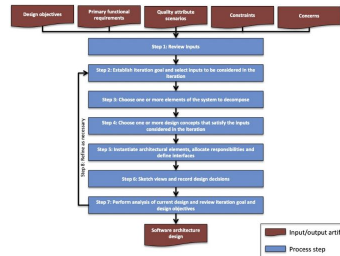 Design objectives
Primary functional
requirements
Quality attribute
scenarios
Constraints
Concerns
Step 1: Review inputs
Step 2: Establish iteration goal and select inputs to be considered in the
iteration
Step 3: Choose one or more elements of the system to decompose
Step 4: Choose one or more design concepts that satisfy the inputs
considered in the iteration
Step 5: Instantiate architectural elements, allocate responsibilities and
define interfaces
Step 6: Sketch views and record design decisions
Step 7: Perform analysis of current design and review iteration goal and
design objectives
Step 8: Refine as necessary
Software architecture
design
Input/output artif
Process step